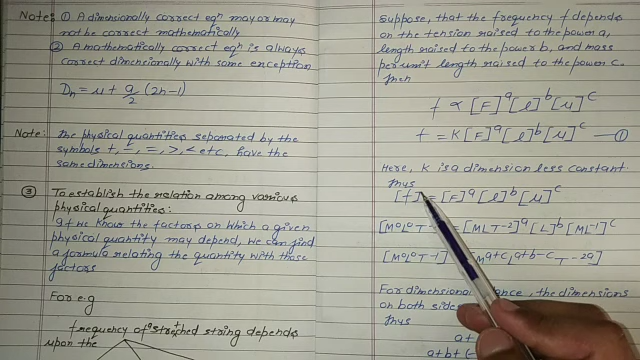 Note: ① A dimensionally correct eqⁿ may or may
not be correct mathematically
② A mathematically correct eqⁿ is always
correct dimensionally with some exception
Dn = u + a/2 (2n-1)
Note: The physical quantities separated by the
symbols +, -, =, >, < etc, have the
same dimensions.
③ To establish the relation among various
physical quantities:
If we know the factors on which a given
physical quantity may depend, we can find
a formula relating the quantity with those
factors
For e.g
frequency of stretched string depends
upon the
Suppose, that the frequency f depends
on the tension raised to the power a,
length raised to the power b, and mass
per unit length raised to the power c.
Then
f ∝ [F]ᵃ[l]ᵇ[μ]ᶜ
f = K[F]ᵃ[l]ᵇ[μ]ᶜ —①
Here, K is a dimension less constant
Thus
[f] = [F]ᵃ[l]ᵇ[μ]ᶜ
[M⁰L⁰T⁻ = [MLT⁻²]ᵃ[L]ᵇ[ML⁻¹]ᶜ
[M⁰L⁰T⁻¹] Mᵃ⁺ᶜLᵃ⁺ᵇ⁻ᶜT⁻²ᵃ]
For dimensional the dimensions
on both sides
Thus
a+
a+b+(-